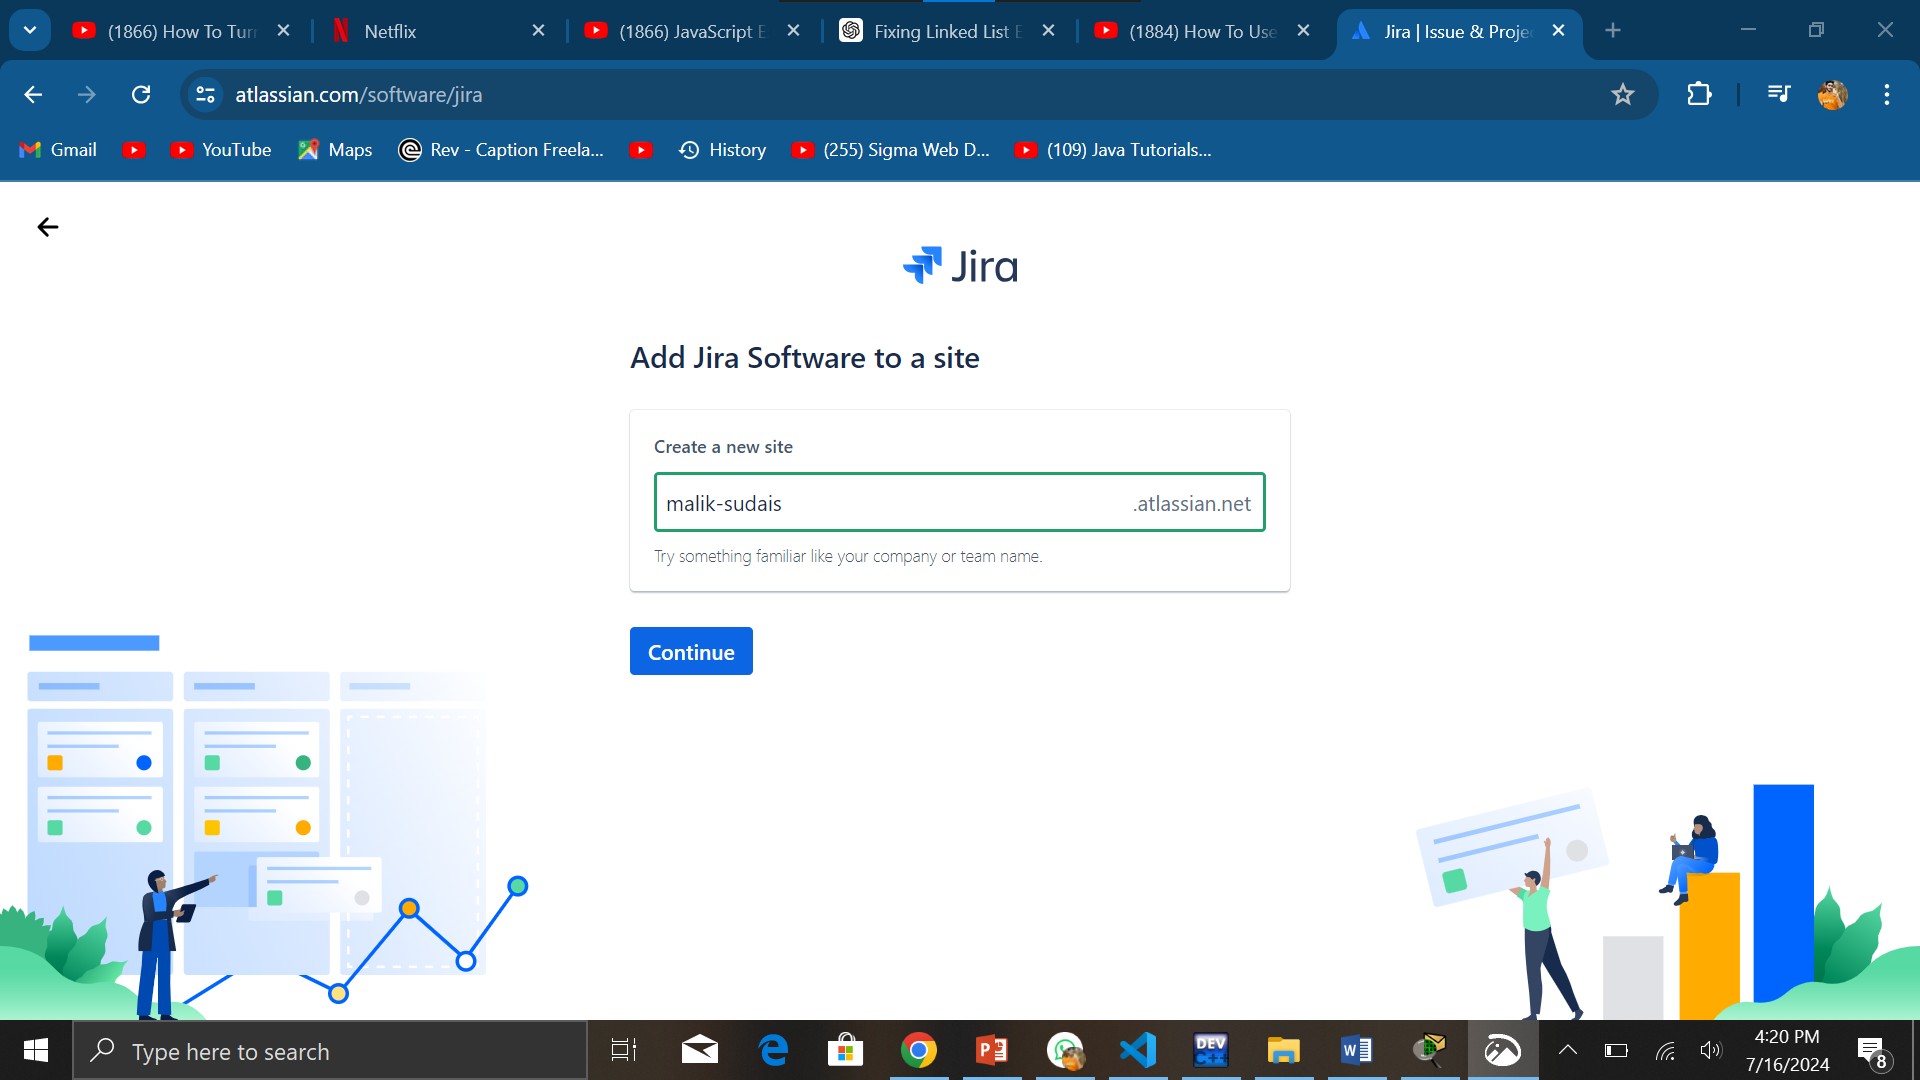 (1866) How To Turn
Netflix
(1866) JavaScript E
Fixing Linked List E
(1884) How To Use
Jira | Issue & Projec
atlassian.com/software/jira
Gmail
YouTube
Maps
Rev - Caption Freela...
History
(255) Sigma Web D...
(109) Java Tutorials...
Jira
Add Jira Software to a site
Create a new site
malik-sudais
.atlassian.net
Try something familiar like your company or team name.
Continue
Type here to search
DEV
C++
4:20 PM
7/16/2024
8